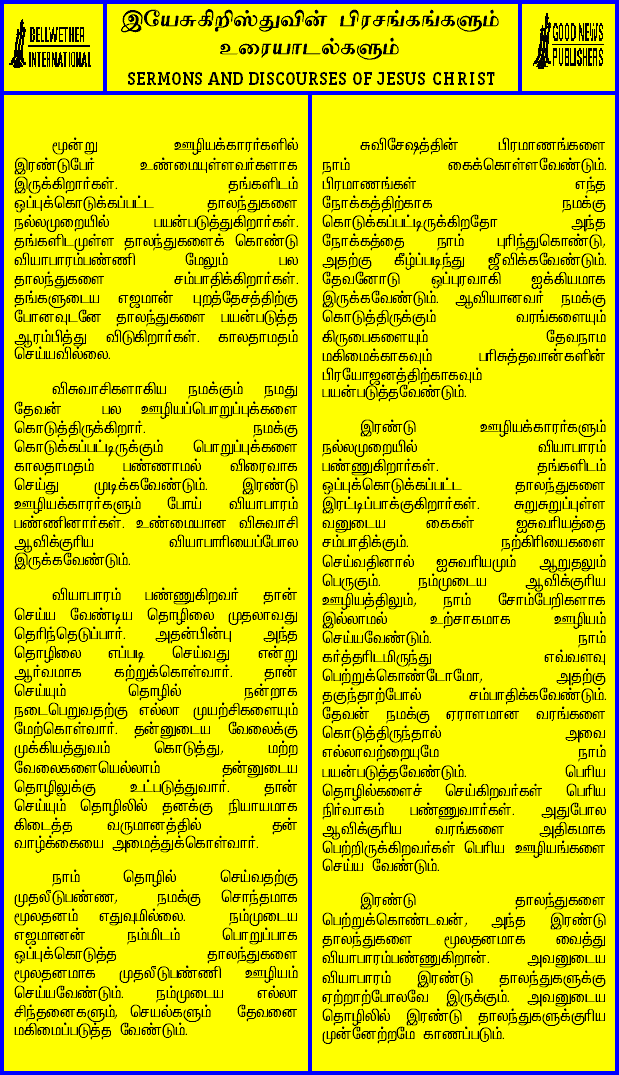 BELLWETHER
INTERNATIONAL
இயேசுகிறிஸ்துவின் பிரசங்கங்களும்
உரையாடல்களும்
SERMONS AND DISCOURSES OF JESUS CHRIST
GOOD NEWS
PUBLISHERS
மூன்று ஊழியக்காரர்களில்
இரண்டுபேர் உண்மையுள்ளவர்களாக
இருக்கிறார்கள். தங்களிடம்
ஒப்புக்கொடுக்கப்பட்ட தாலந்துகளை
நல்லமுறையில் பயன்படுத்துகிறார்கள்.
தங்களிடமுள்ள தாலந்துகளைக் கொண்டு
வியாபாரம்பண்ணி மேலும் பல
தாலந்துகளை சம்பாதிக்கிறார்கள்.
தங்களுடைய எஜமான் புறத்தேசத்திற்கு
போனவுடனே தாலந்துகளை பயன்படுத்த
ஆரம்பித்து விடுகிறார்கள். காலதாமதம்
செய்யவில்லை.
விசுவாசிகளாகிய நமக்கும் நமது
தேவன் பல ஊழியப்பொறுப்புக்களை
கொடுத்திருக்கிறார். நமக்கு
கொடுக்கப்பட்டிருக்கும் பொறுப்புக்களை
காலதாமதம் பண்ணாமல் விரைவாக
செய்து முடிக்கவேண்டும். இரண்டு
ஊழியக்காரர்களும் போய் வியாபாரம்
பண்ணினார்கள். உண்மையான விசுவாசி
ஆவிக்குரிய வியாபாரியைப்போல
இருக்கவேண்டும்.
வியாபாரம் பண்ணுகிறவர் தான்
செய்ய வேண்டிய தொழிலை முதலாவது
தெரிந்தெடுப்பார். அதன்பின்பு அந்த
தொழிலை எப்படி செய்வது என்று
ஆர்வமாக கற்றுக்கொள்வார். தான்
செய்யும் தொழில் நன்றாக
நடைபெறுவதற்கு எல்லா முயற்சிகளையும்
மேற்கொள்வார். தன்னுடைய வேலைக்கு
முக்கியத்துவம் கொடுத்து, மற்ற
வேலைகளையெல்லாம் தன்னுடைய
தொழிலுக்கு உட்படுத்துவார். தான்
செய்யும் தொழிலில் தனக்கு நியாயமாக
கிடைத்த வருமானத்தில் தன்
வாழ்க்கையை அமைத்துக்கொள்வார்.
நாம் தொழில் செய்வதற்கு
முதலீடுபண்ண, நமக்கு சொந்தமாக
மூலதனம் எதுவுமில்லை. நம்முடைய
எஜமானன் நம்மிடம் பொறுப்பாக
ஒப்புக்கொடுத்த தாலந்துகளை
மூலதனமாக முதலீடுபண்ணி ஊழியம்
செய்யவேண்டும். நம்முடைய எல்லா
சிந்தனைகளும், செயல்களும் தேவனை
மகிமைப்படுத்த வேண்டும்.
சுவிசேஷத்தின் பிரமாணங்களை
நாம் கைக்கொள்ளவேண்டும்.
பிரமாணங்கள் எந்த
நோக்கத்திற்காக நமக்கு
கொடுக்கப்பட்டிருக்கிறதோ அந்த
நோக்கத்தை நாம் புரிந்துகொண்டு,
அதற்கு கீழ்ப்படிந்து ஜீவிக்கவேண்டும்.
தேவனோடு ஒப்புரவாகி ஐக்கியமாக
இருக்கவேண்டும். ஆவியானவர் நமக்கு
கொடுத்திருக்கும் வரங்களையும்
கிருபைகளையும் தேவநாம
மகிமைக்காகவும் பரிசுத்தவான்களின்
பிரயோஜனத்திற்காகவும்
பயன்படுத்தவேண்டும்.
இரண்டு ஊழியக்காரர்களும்
நல்லமுறையில் வியாபாரம்
பண்ணுகிறார்கள். தங்களிடம்
ஒப்புக்கொடுக்கப்பட்ட தாலந்துகளை
இரட்டிப்பாக்குகிறார்கள். சுறுசுறுப்புள்ள
வனுடைய கைகள் ஐசுவரியத்தை
சம்பாதிக்கும். நற்கிரியைகளை
செய்வதினால் ஐசுவரியமும் ஆறுதலும்
பெருகும். நம்முடைய ஆவிக்குரிய
ஊழியத்திலும், நாம் சோம்பேறிகளாக
இல்லாமல் உற்சாகமாக ஊழியம்
செய்யவேண்டும். நாம்
கர்த்தரிடமிருந்து எவ்வளவு
பெற்றுக்கொண்டோமோ, அதற்கு
தகுந்தாற்போல் சம்பாதிக்கவேண்டும்.
தேவன் நமக்கு ஏராளமான வரங்களை
கொடுத்திருந்தால் அவை
எல்லாவற்றையுமே நாம்
பயன்படுத்தவேண்டும். பெரிய
தொழில்களைச் செய்கிறவர்கள் பெரிய
நிர்வாகம் பண்ணுவார்கள். அதுபோல
ஆவிக்குரிய வரங்களை அதிகமாக
பெற்றிருக்கிறவர்கள் பெரிய ஊழியங்களை
செய்ய வேண்டும்.
இரண்டு தாலந்துகளை
பெற்றுக்கொண்டவன், அந்த இரண்டு
தாலந்துகளை மூலதனமாக வைத்து
வியாபாரம்பண்ணுகிறான். அவனுடைய
வியாபாரம் இரண்டு தாலந்துகளுக்கு
ஏற்றாற்போலவே இருக்கும். அவனுடைய
தொழிலில் இரண்டு தாலந்துகளுக்குரிய
முன்னேற்றமே காணப்படும்.